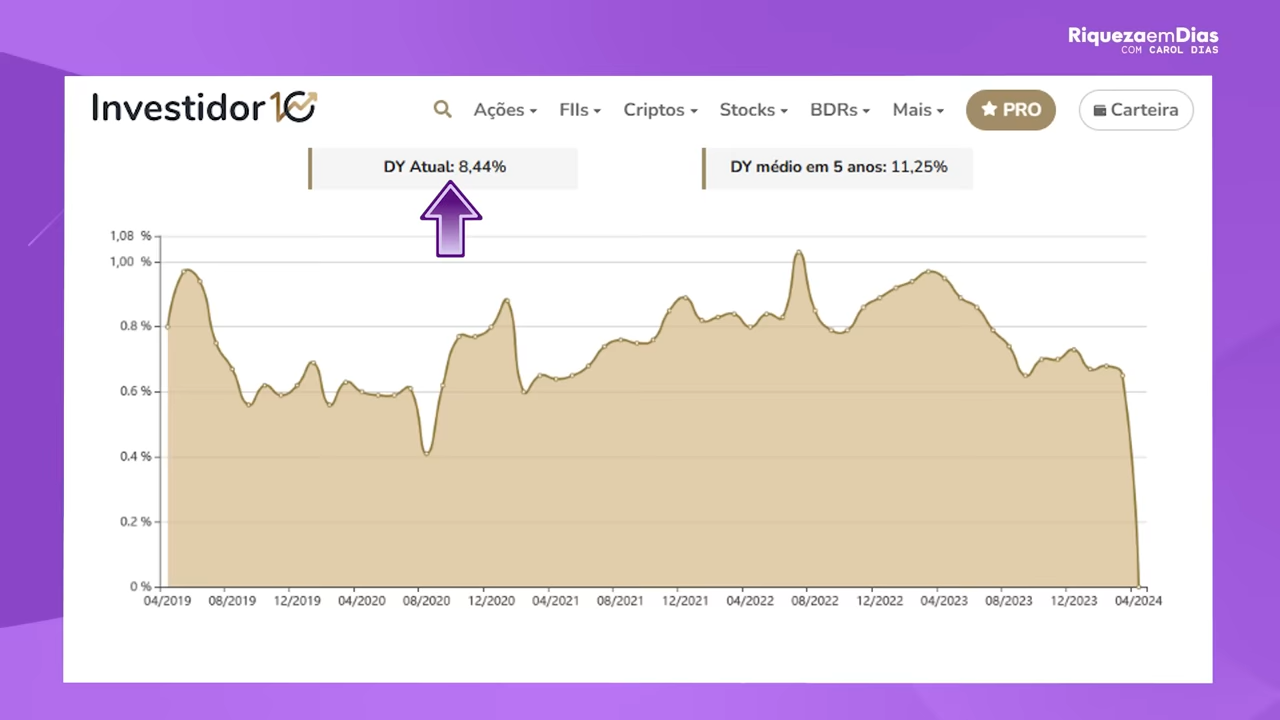 RiquezaemDias
COM CAROL DIAS
Investidor 10
Ações
FIIs
Criptos
Stocks
BDRs
Mais
PRO
Carteira
DY Atual: 8,44%
DY médio em 5 anos: 11,25%
1,08 %
1,00 %
0.8 %
0.6 %
0.4 %
0.2 %
0 %
04/2019 08/2019 12/2019 04/2020 08/2020 12/2020 04/2021 08/2021 12/2021 04/2022 08/2022 12/2022 04/2023 08/2023 12/2023 04/2024